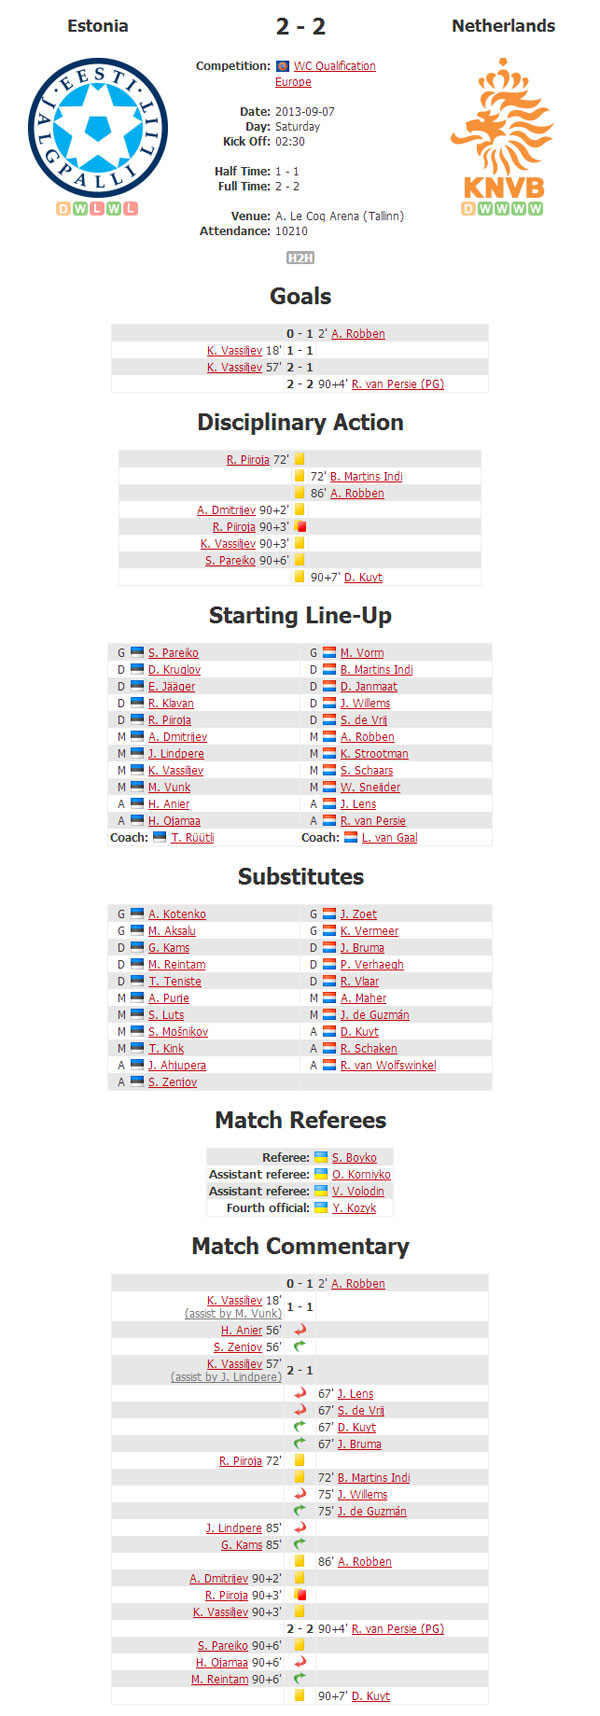 Estonia
2 - 2
Netherlands
EESTI JALGPALLI LIIT
KNVB
D W L W L
D W W W W
Competition: WC Qualification
Europe
Date: 2013-09-07
Day: Saturday
Kick Off: 02:30
Half Time: 1 - 1
Full Time: 2 - 2
Venue: A. Le Coq Arena (Tallinn)
Attendance: 10210
H2H
Goals
0 - 1 2' A. Robben
K. Vassiljev 18' 1 - 1
K. Vassiljev 57' 2 - 1
2 - 2 90+4' R. van Persie (PG)
Disciplinary Action
R. Piiroja 72'
72' B. Martins Indi
86' A. Robben
A. Dmitrijev 90+2'
R. Piiroja 90+3'
K. Vassiljev 90+3'
S. Pareiko 90+6'
90+7' D. Kuyt
Starting Line-Up
G S. Pareiko G M. Vorm
D D. Kruglov D B. Martins Indi
D E. Jääger D D. Janmaat
D R. Klavan D J. Willems
D R. Piiroja D S. de Vrij
M A. Dmitrijev M A. Robben
M J. Lindpere M K. Strootman
M K. Vassiljev M S. Schaars
M M. Vunk M W. Sneijder
A H. Anier A J. Lens
A H. Ojamaa A R. van Persie
Coach: T. Rüütli Coach: L. van Gaal
Substitutes
G A. Kotenko G J. Zoet
G M. Aksalu G K. Vermeer
D G. Kams D J. Bruma
D M. Reintam D P. Verhaegh
D T. Teniste D R. Vlaar
M A. Purje M A. Maher
M S. Luts M J. de Guzmán
M S. Mošnikov A D. Kuyt
M T. Kink A R. Schaken
A J. Ahjupera A R. van Wolfswinkel
A S. Zenjov
Match Referees
Referee: S. Boyko
Assistant referee: O. Korniyko
Assistant referee: V. Volodin
Fourth official: Y. Kozyk
Match Commentary
0 - 1 2' A. Robben
K. Vassiljev 18' 1 - 1
(assist by M. Vunk)
H. Anier 56'
S. Zenjov 56'
K. Vassiljev 57' 2 - 1
(assist by J. Lindpere)
67' J. Lens
67' S. de Vrij
67' D. Kuyt
67' J. Bruma
R. Piiroja 72'
72' B. Martins Indi
75' J. Willems
75' J. de Guzmán
J. Lindpere 85'
G. Kams 85'
86' A. Robben
A. Dmitrijev 90+2'
R. Piiroja 90+3'
K. Vassiljev 90+3'
2 - 2 90+4' R. van Persie (PG)
S. Pareiko 90+6'
H. Ojamaa 90+6'
M. Reintam 90+6'
90+7' D. Kuyt